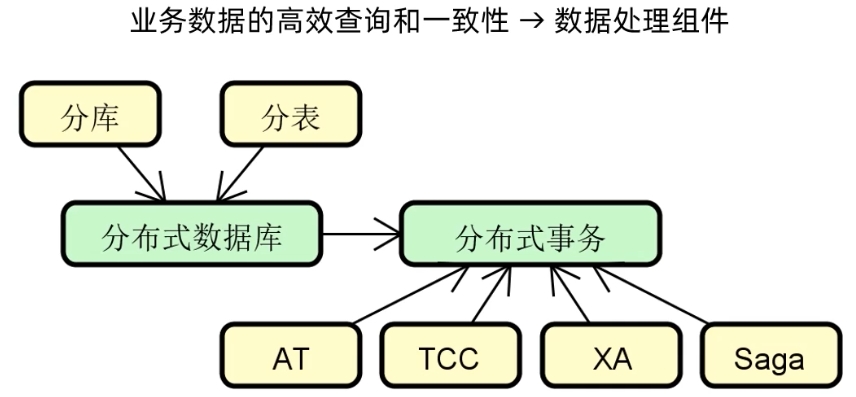 业务数据的高效查询和一致性 → 数据处理组件
分库
分表
分布式数据库
分布式事务
AT
TCC
XA
Saga